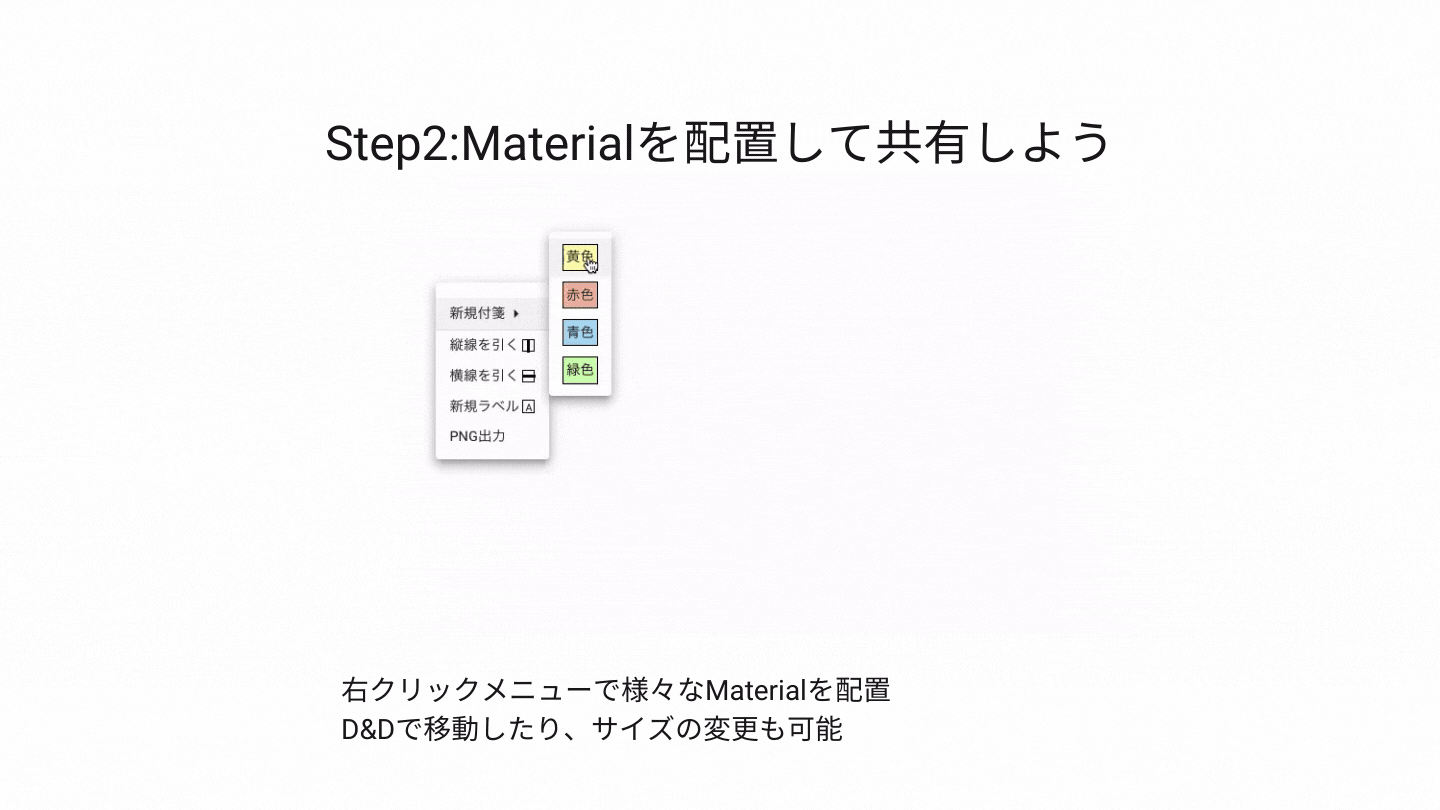 Step2:Materialを配置して共有しよう
黄色
赤色
青色
緑色
新規付箋
縦線を引く
横線を引く
新規ラベル A
PNG出力
右クリックメニューで様々なMaterialを配置
D&Dで移動したり、サイズの変更も可能